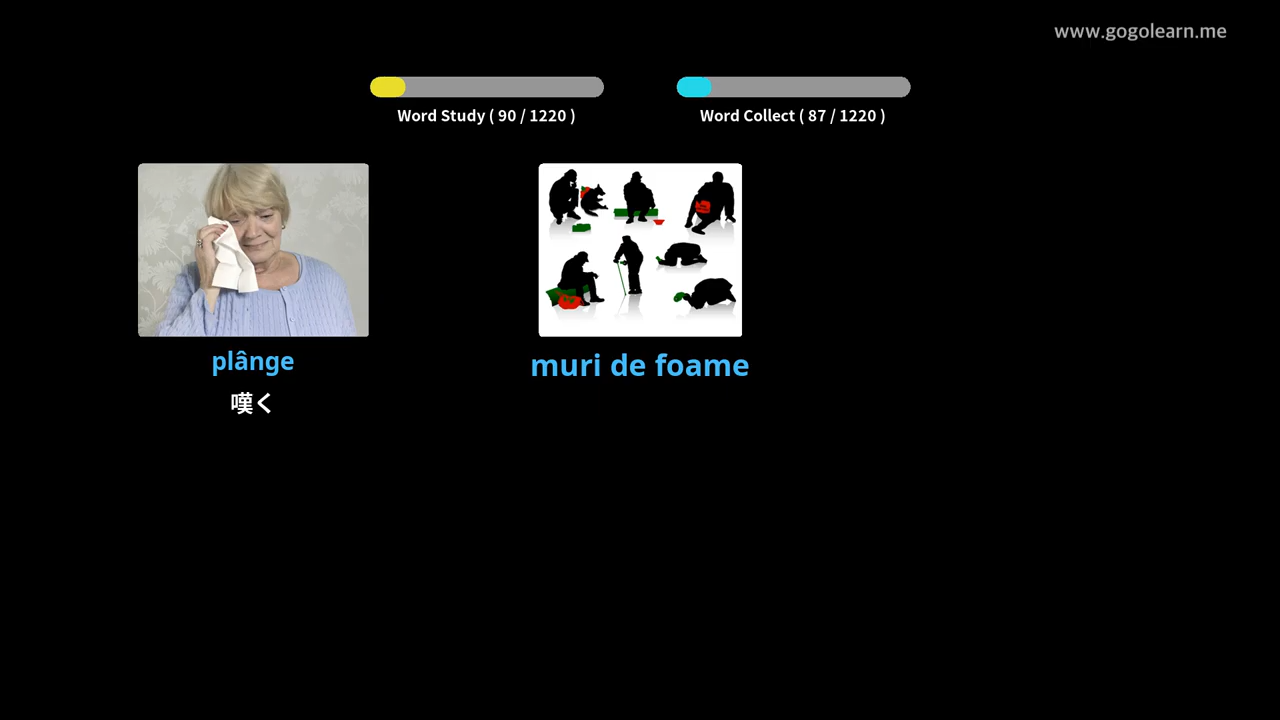 www.gogolearn.me
Word Study ( 90 / 1220 )
Word Collect ( 87 / 1220 )
plânge
嘆く
muri de foame